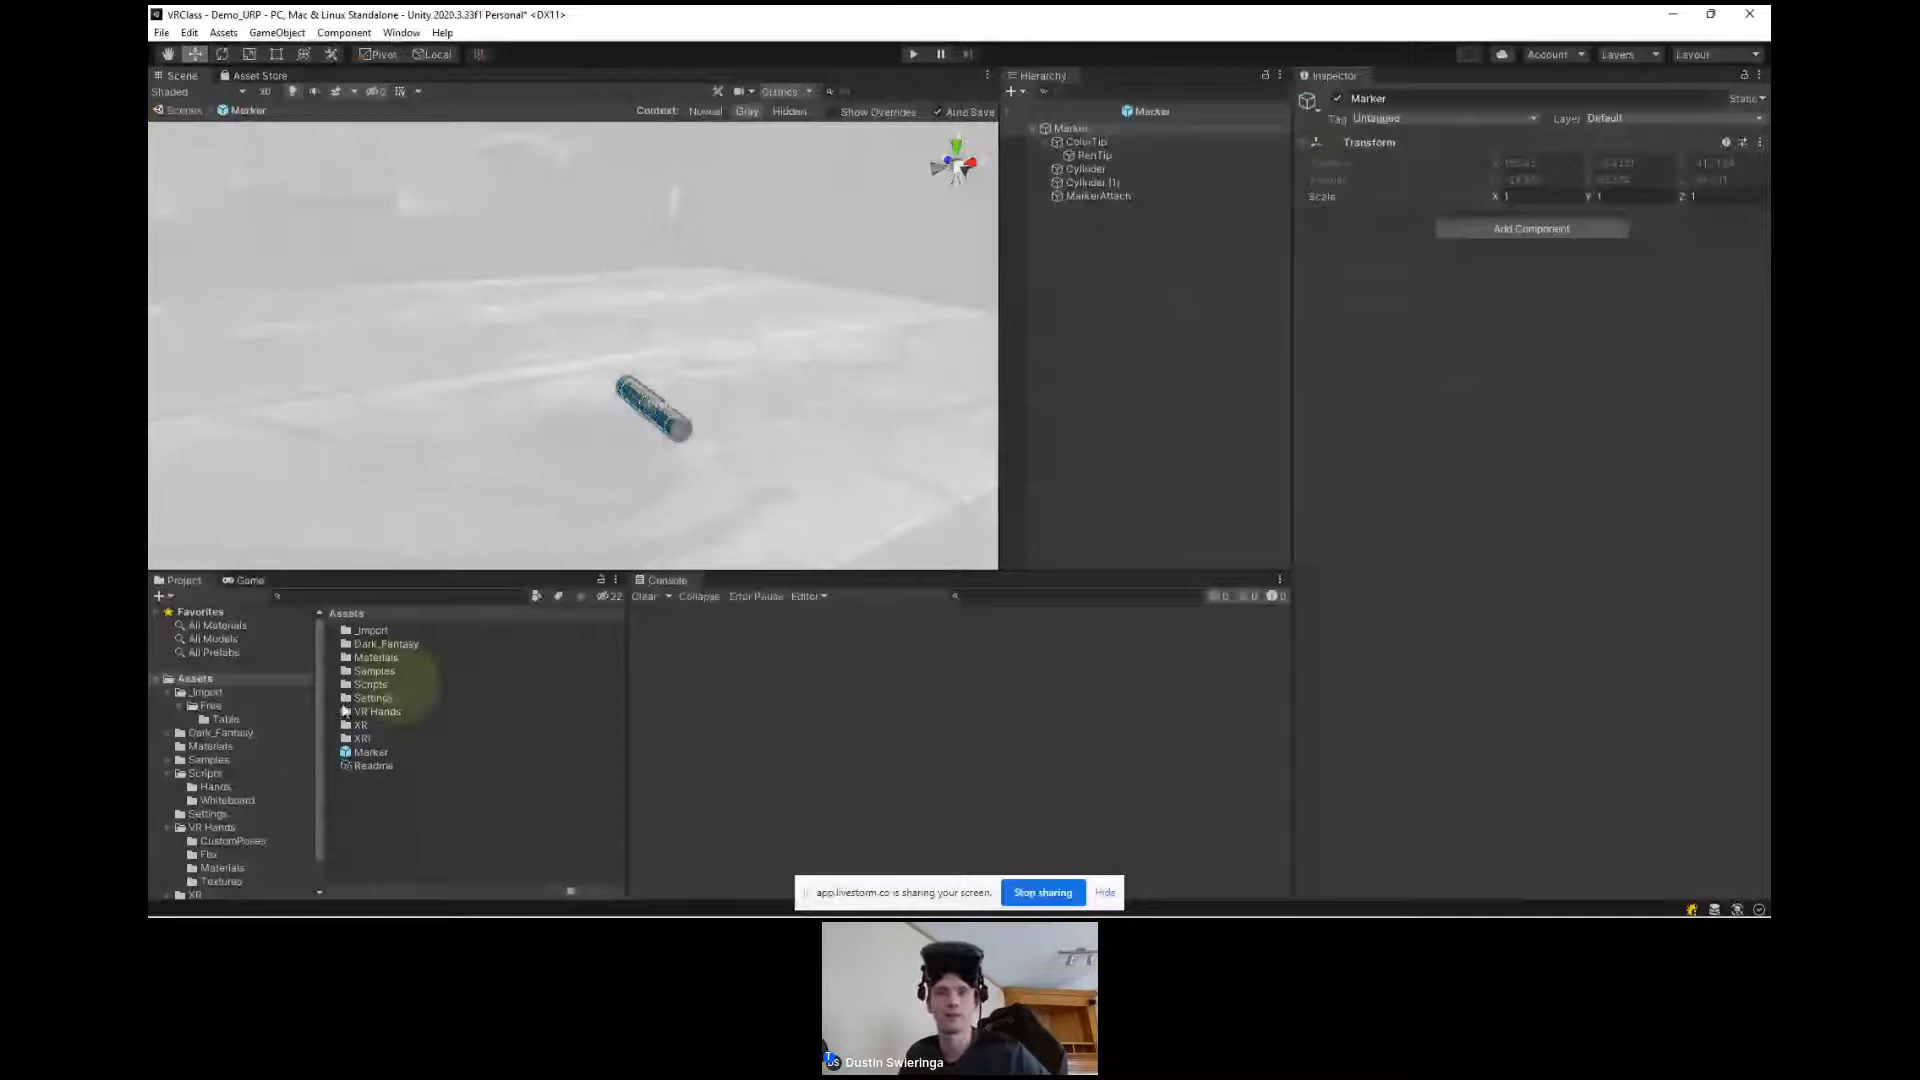 VRClass - Demo_URP - PC, Mac & Linux Standalone - Unity 2020.3.33f1 Personal* <DX11>
File Edit Assets GameObject Component Window Help
Pivot Local
Account Layers Layout
Scene Asset Store
Shaded 2D Gizmos
Scenes Marker Context: Normal Gray Hidden Show Overrides Auto Save
Hierarchy
Marker
Marker
ColorTip
PenTip
Cylinder
Cylinder (1)
MarkerAttach
Inspector
Marker Static
Tag Untagged Layer Default
Transform
Scale X 1 Y 1 Z 1
Add Component
Project Game
22
Favorites
All Materials
All Models
All Prefabs
Assets
_Import
Free
Table
Dark_Fantasy
Materials
Samples
Scripts
Hands
Whiteboard
Settings
VR Hands
CustomPoses
Fbx
Materials
Textures
XR
Assets
_Import
Dark_Fantasy
Materials
Samples
Scripts
Settings
VR Hands
XR
XRI
Marker
Readme
Console
Clear Collapse Error Pause Editor
0 0 0
app.livestorm.co is sharing your screen. Stop sharing Hide
DS Dustin Swieringa